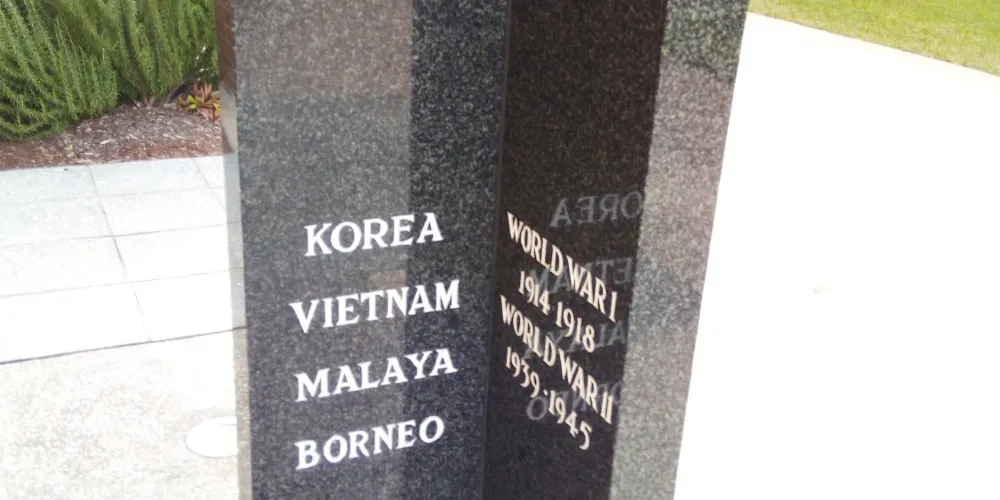 KOREA
VIETNAM
MALAYA
BORNEO
WORLD WAR I
1914·1918
WORLD WAR II
1939·1945